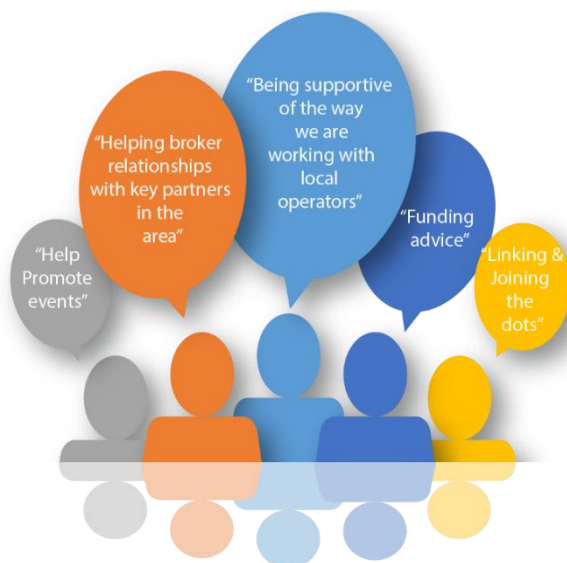 “Help
Promote
events”
“Helping broker
relationships
with key partners
in the
area”
“Being supportive
of the way
we are
working with
local
operators”
“Funding
advice”
“Linking &
Joining
the
dots”